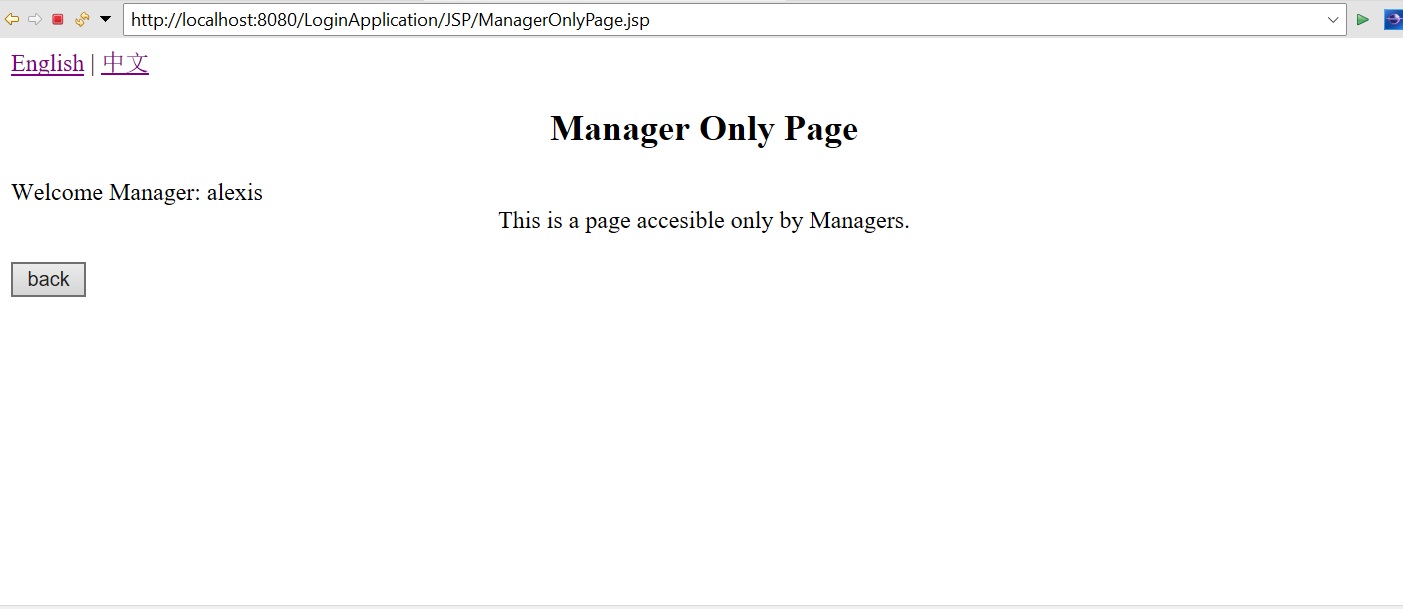 http://localhost:8080/LoginApplication/JSP/ManagerOnlyPage.jsp
English | 中文
Manager Only Page
Welcome Manager: alexis
This is a page accesible only by Managers.
back